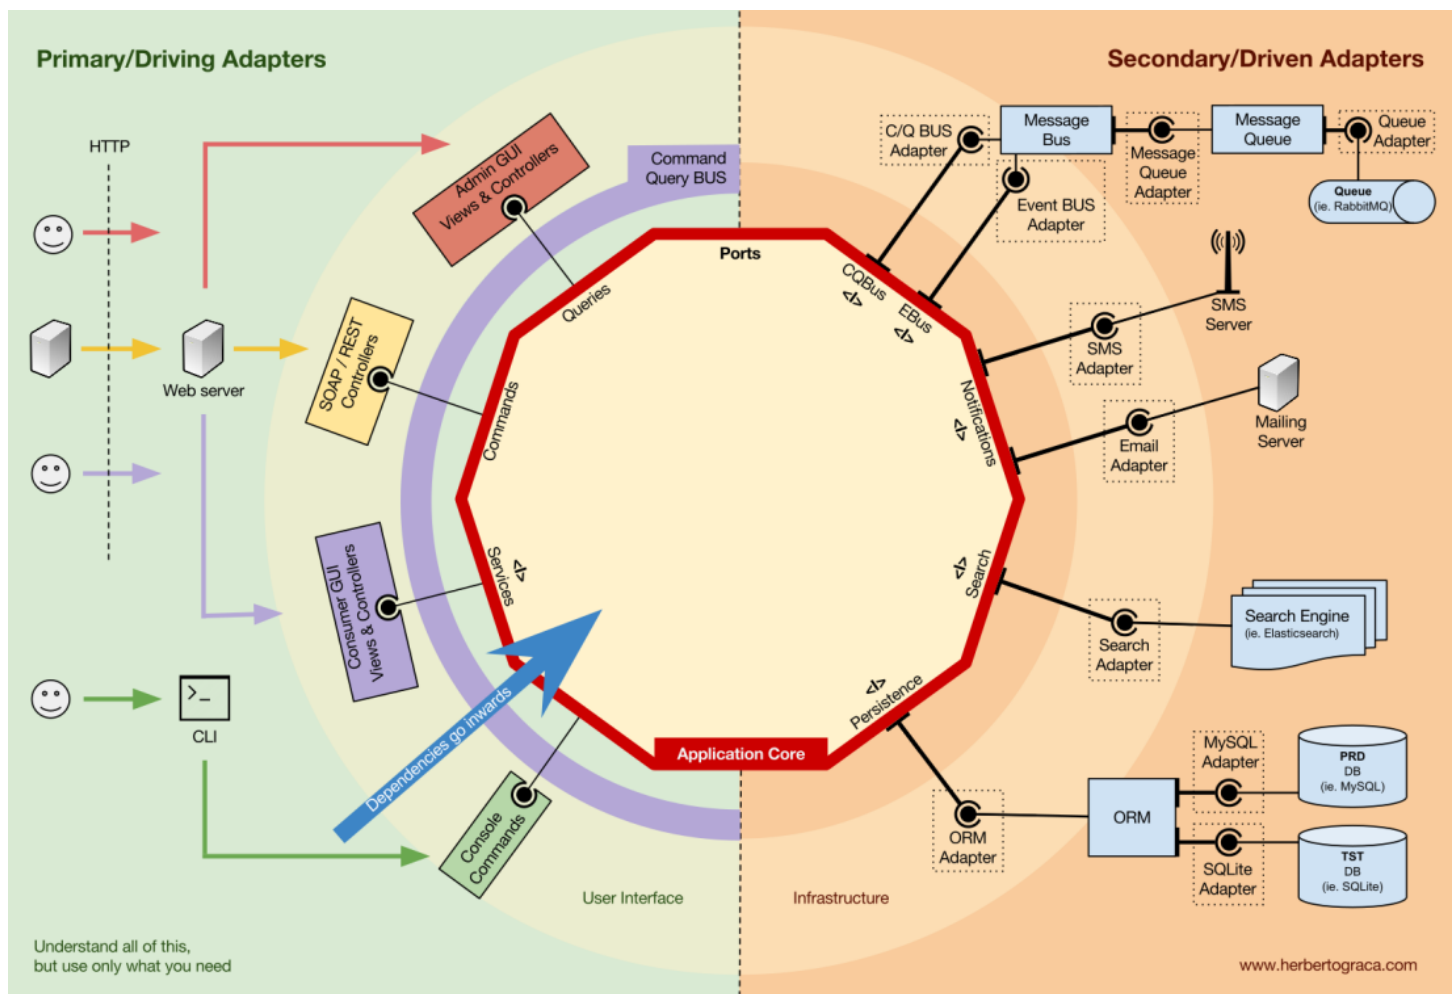 Primary/Driving Adapters
Secondary/Driven Adapters
HTTP
Web server
CLI
Admin GUI
Views & Controllers
SOAP / REST
Controllers
Consumer GUI
Views & Controllers
Console
Commands
Command
Query BUS
Ports
Queries
Commands
Services
</>
Dependencies go inwards
Application Core
CQBus
</>
EBus
</>
Notifications
</>
Search
</>
Persistence
</>
C/Q BUS
Adapter
Message
Bus
Event BUS
Adapter
Message
Queue
Adapter
Message
Queue
Queue
Adapter
Queue
(ie. RabbitMQ)
SMS
Adapter
SMS
Server
Email
Adapter
Mailing
Server
Search
Adapter
Search Engine
(ie. Elasticsearch)
ORM
Adapter
ORM
MySQL
Adapter
PRD
DB
(ie. MySQL)
SQLite
Adapter
TST
DB
(ie. SQLite)
>_
User Interface
Infrastructure
Understand all of this,
but use only what you need
www.herbertograca.com